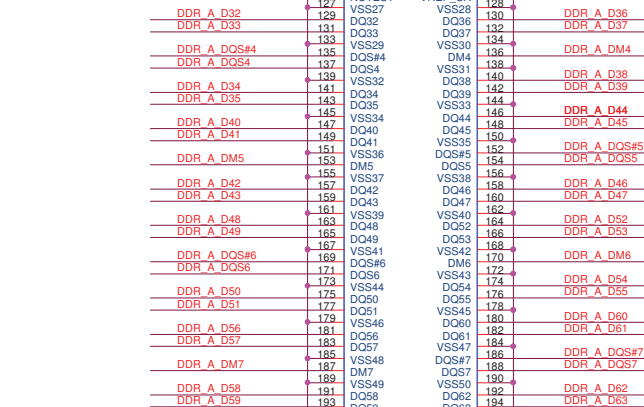 127 VSS27 VSS28 128
DDR_A_D32 129 DQ32 DQ36 130 DDR_A_D36
DDR_A_D33 131 DQ33 DQ37 132 DDR_A_D37
133 VSS29 VSS30 134
DDR_A_DQS#4 135 DQS#4 DM4 136 DDR_A_DM4
DDR_A_DQS4 137 DQS4 VSS31 138
139 VSS32 DQ38 140 DDR_A_D38
DDR_A_D34 141 DQ34 DQ39 142 DDR_A_D39
DDR_A_D35 143 DQ35 VSS33 144
145 VSS34 DQ44 146 DDR_A_D44
DDR_A_D40 147 DQ40 DQ45 148 DDR_A_D45
DDR_A_D41 149 DQ41 VSS35 150
151 VSS36 DQS#5 152 DDR_A_DQS#5
DDR_A_DM5 153 DM5 DQS5 154 DDR_A_DQS5
155 VSS37 VSS38 156
DDR_A_D42 157 DQ42 DQ46 158 DDR_A_D46
DDR_A_D43 159 DQ43 DQ47 160 DDR_A_D47
161 VSS39 VSS40 162
DDR_A_D48 163 DQ48 DQ52 164 DDR_A_D52
DDR_A_D49 165 DQ49 DQ53 166 DDR_A_D53
167 VSS41 VSS42 168
DDR_A_DQS#6 169 DQS#6 DM6 170 DDR_A_DM6
DDR_A_DQS6 171 DQS6 VSS43 172
173 VSS44 DQ54 174 DDR_A_D54
DDR_A_D50 175 DQ50 DQ55 176 DDR_A_D55
DDR_A_D51 177 DQ51 VSS45 178
179 VSS46 DQ60 180 DDR_A_D60
DDR_A_D56 181 DQ56 DQ61 182 DDR_A_D61
DDR_A_D57 183 DQ57 VSS47 184
185 VSS48 DQS#7 186 DDR_A_DQS#7
DDR_A_DM7 187 DM7 DQS7 188 DDR_A_DQS7
189 VSS49 VSS50 190
DDR_A_D58 191 DQ58 DQ62 192 DDR_A_D62
DDR_A_D59 193 194 DDR_A_D63